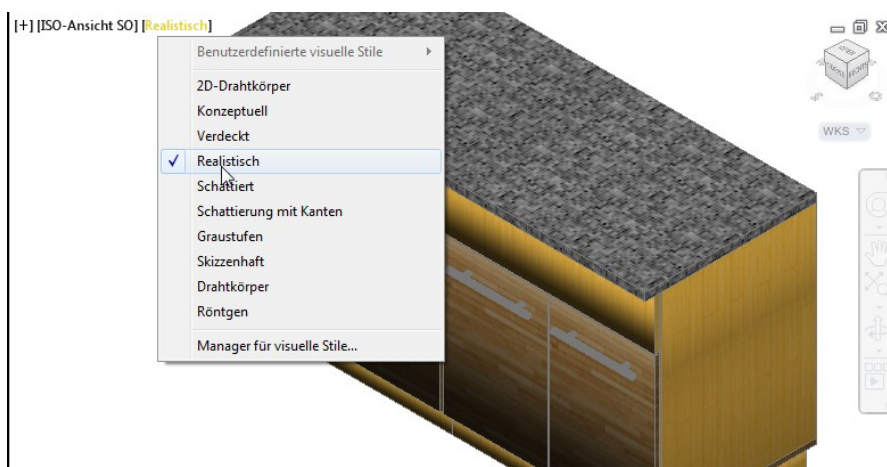 [+] [ISO-Ansicht SO] [Realistisch]
Benutzerdefinierte visuelle Stile
2D-Drahtkörper
Konzeptuell
Verdeckt
Realistisch
Schattiert
Schattierung mit Kanten
Graustufen
Skizzenhaft
Drahtkörper
Röntgen
Manager für visuelle Stile...
WKS